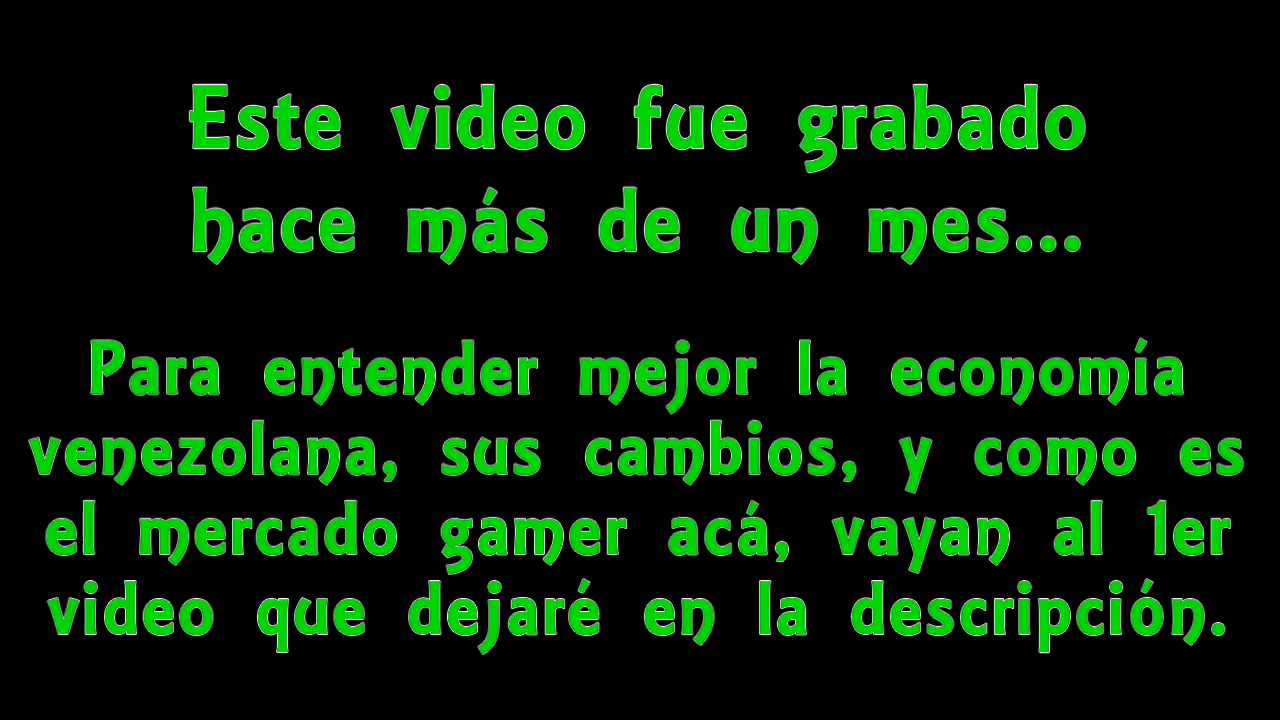 Este video fue grabado
hace más de un mes...
Para entender mejor la economía
venezolana, sus cambios, y como es
el mercado gamer acá, vayan al 1er
video que dejaré en la descripción.